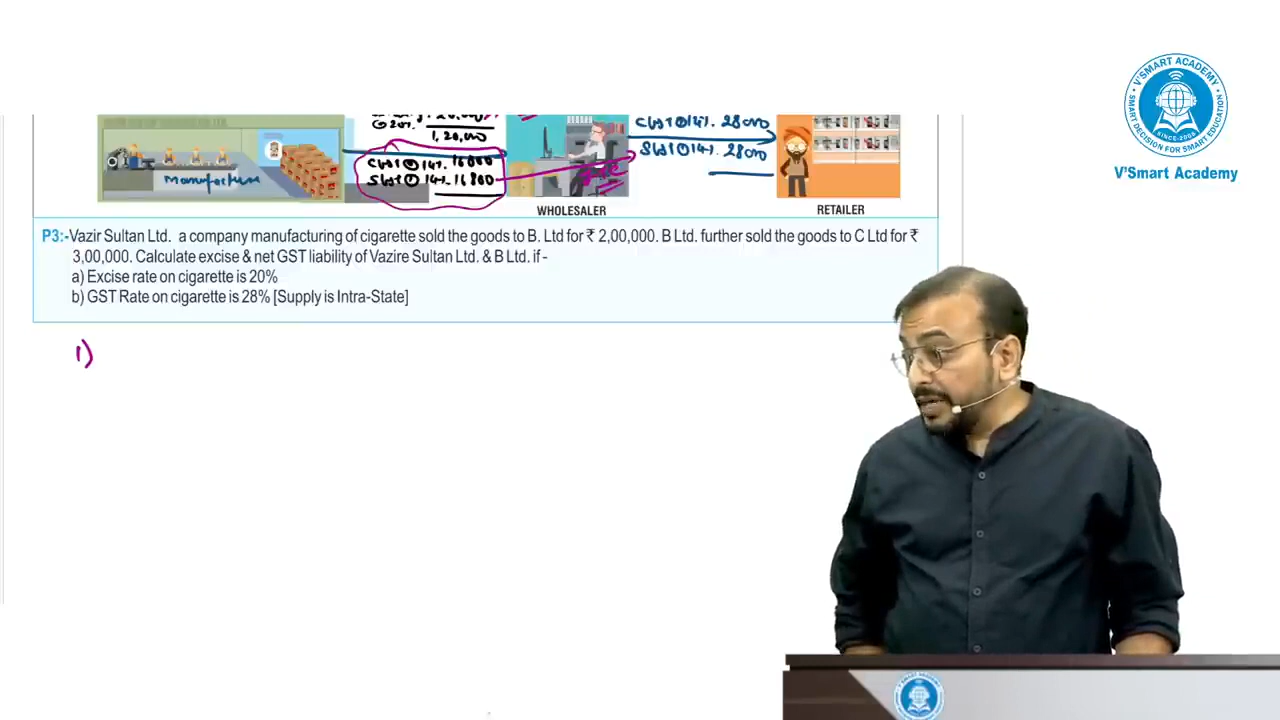 V'SMART ACADEMY
SMART DECISION FOR SMART EDUCATION
SINCE-2008
V'Smart Academy
@ 20%.
1,20,000
CGST @ 14%. 16800
SGST @ 14%. 16800
CGST @ 14%. 28000
SGST @ 14%. 28000
Manufacture
WHOLESALER
RETAILER
P3:-Vazir Sultan Ltd. a company manufacturing of cigarette sold the goods to B. Ltd for ₹ 2,00,000. B Ltd. further sold the goods to C Ltd for ₹
3,00,000. Calculate excise & net GST liability of Vazire Sultan Ltd. & B Ltd. if -
a) Excise rate on cigarette is 20%
b) GST Rate on cigarette is 28% [Supply is Intra-State]
1)